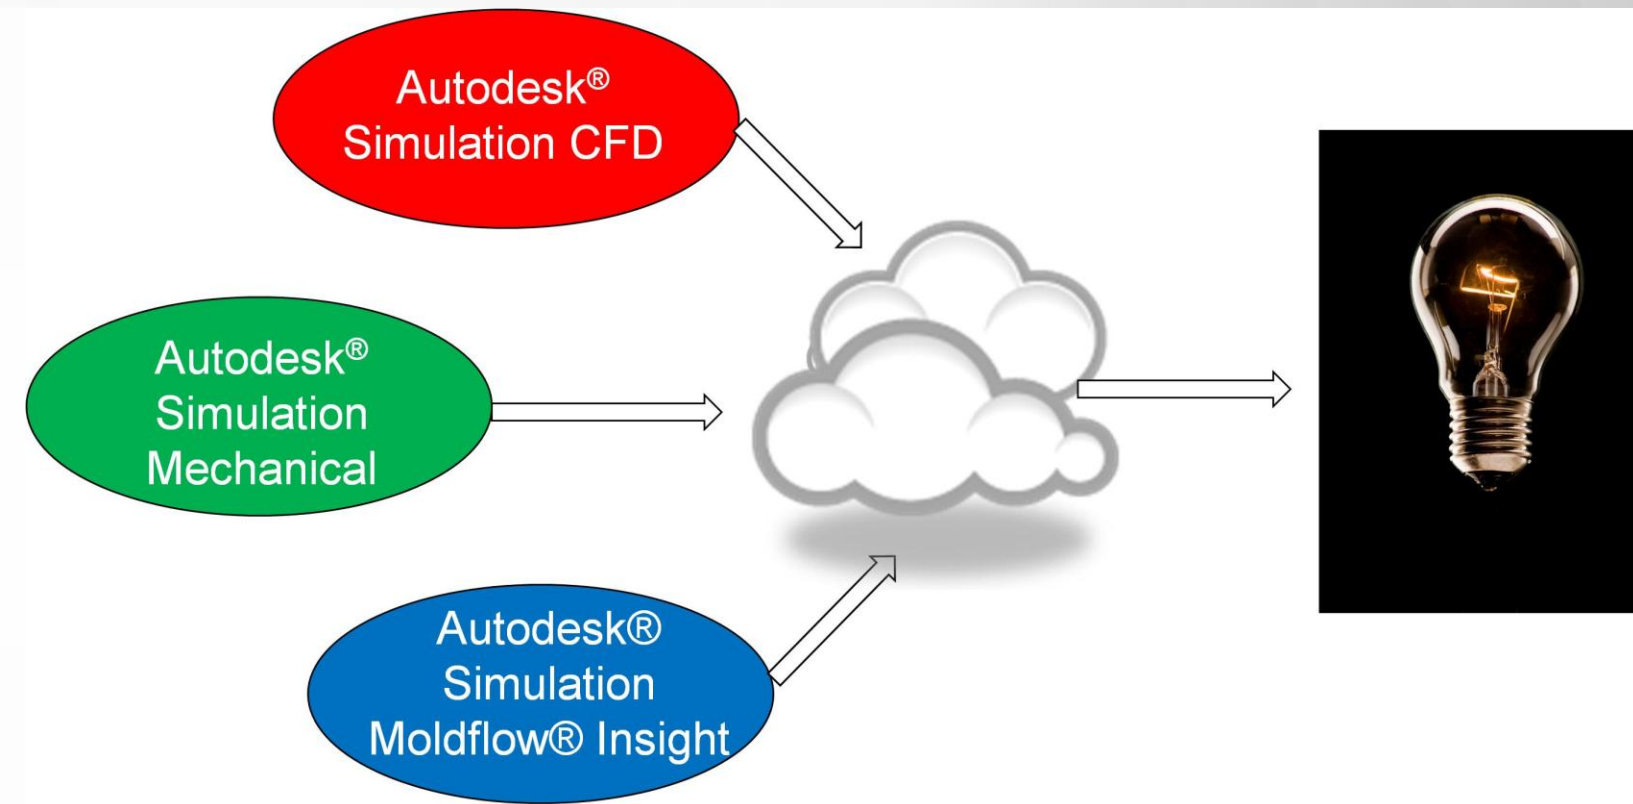 Autodesk®
Simulation CFD
Autodesk®
Simulation
Mechanical
Autodesk®
Simulation
Moldflow® Insight